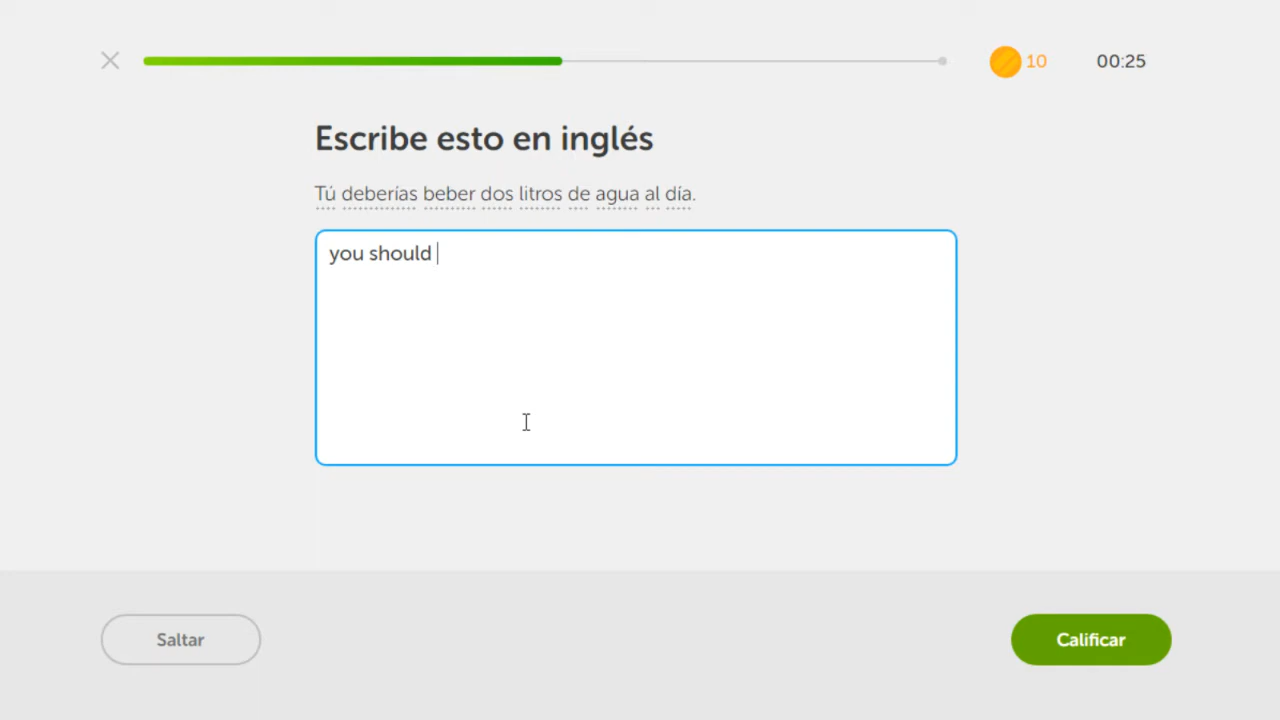 10
00:25
Escribe esto en inglés
Tú deberías beber dos litros de agua al día.
you should
Saltar
Calificar